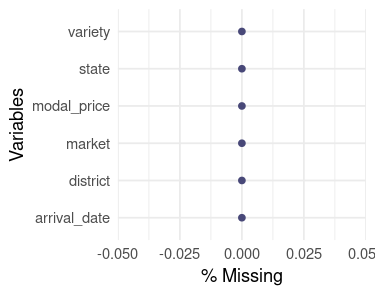 variety
state
modal_price
market
district
arrival_date
Variables
-0.050 -0.025 0.000 0.025 0.05
% Missing